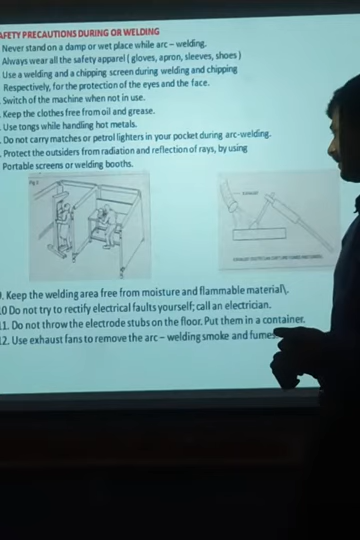 AFETY PRECAUTIONS DURING OR WELDING
Never stand on a damp or wet place while arc – welding.
Always wear all the safety apparel ( gloves, apron, sleeves, shoes )
Use a welding and a chipping screen during welding and chipping
Respectively, for the protection of the eyes and the face.
Switch of the machine when not in use.
Keep the clothes free from oil and grease.
Use tongs while handling hot metals.
Do not carry matches or petrol lighters in your pocket during arc-welding.
Protect the outsiders from radiation and reflection of rays, by using
Portable screens or welding booths.
Fig 1
EXHAUST
9. Keep the welding area free from moisture and flammable material\.
10 Do not try to rectify electrical faults yourself; call an electrician.
11. Do not throw the electrode stubs on the floor. Put them in a container.
12. Use exhaust fans to remove the arc – welding smoke and fumes